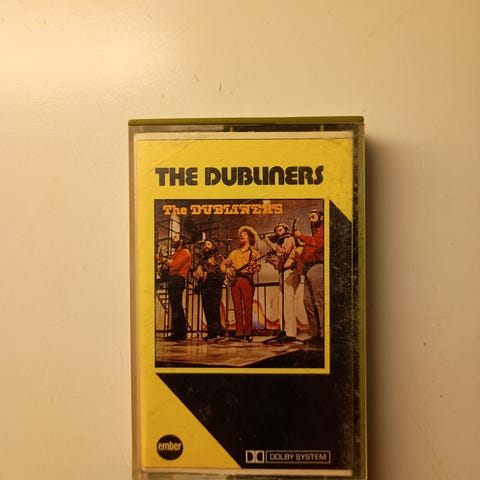 THE DUBLINERS
The DUBLINERS
ember
DOLBY SYSTEM